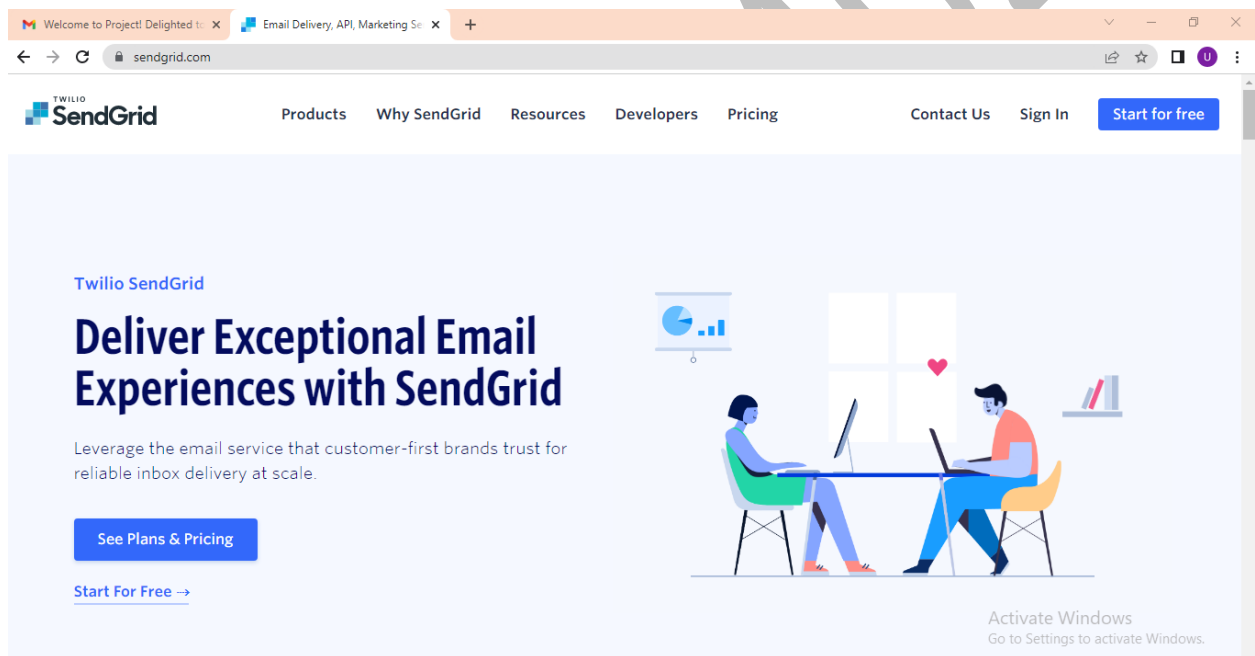 Welcome to Project! Delighted to
Email Delivery, API, Marketing Se
sendgrid.com
U
TWILIO
SendGrid
Products
Why SendGrid
Resources
Developers
Pricing
Contact Us
Sign In
Start for free
Twilio SendGrid
Deliver Exceptional Email
Experiences with SendGrid
Leverage the email service that customer-first brands trust for
reliable inbox delivery at scale.
See Plans & Pricing
Start For Free →
Activate Windows
Go to Settings to activate Windows.